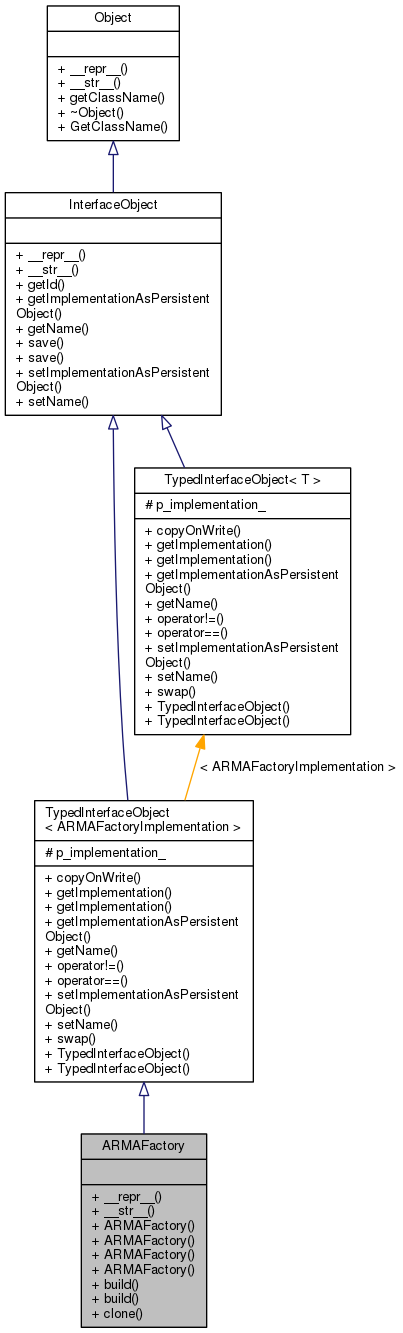 Object
+ __repr__()
+ __str__()
+ getClassName()
+ ~Object()
+ GetClassName()
InterfaceObject
+ __repr__()
+ __str__()
+ getId()
+ getImplementationAsPersistent
Object()
+ getName()
+ save()
+ save()
+ setImplementationAsPersistent
Object()
+ setName()
TypedInterfaceObject< T >
# p_implementation_
+ copyOnWrite()
+ getImplementation()
+ getImplementation()
+ getImplementationAsPersistent
Object()
+ getName()
+ operator!=()
+ operator==()
+ setImplementationAsPersistent
Object()
+ setName()
+ swap()
+ TypedInterfaceObject()
+ TypedInterfaceObject()
< ARMAFactoryImplementation >
TypedInterfaceObject
< ARMAFactoryImplementation >
# p_implementation_
+ copyOnWrite()
+ getImplementation()
+ getImplementation()
+ getImplementationAsPersistent
Object()
+ getName()
+ operator!=()
+ operator==()
+ setImplementationAsPersistent
Object()
+ setName()
+ swap()
+ TypedInterfaceObject()
+ TypedInterfaceObject()
ARMAFactory
+ __repr__()
+ __str__()
+ ARMAFactory()
+ ARMAFactory()
+ ARMAFactory()
+ ARMAFactory()
+ build()
+ build()
+ clone()